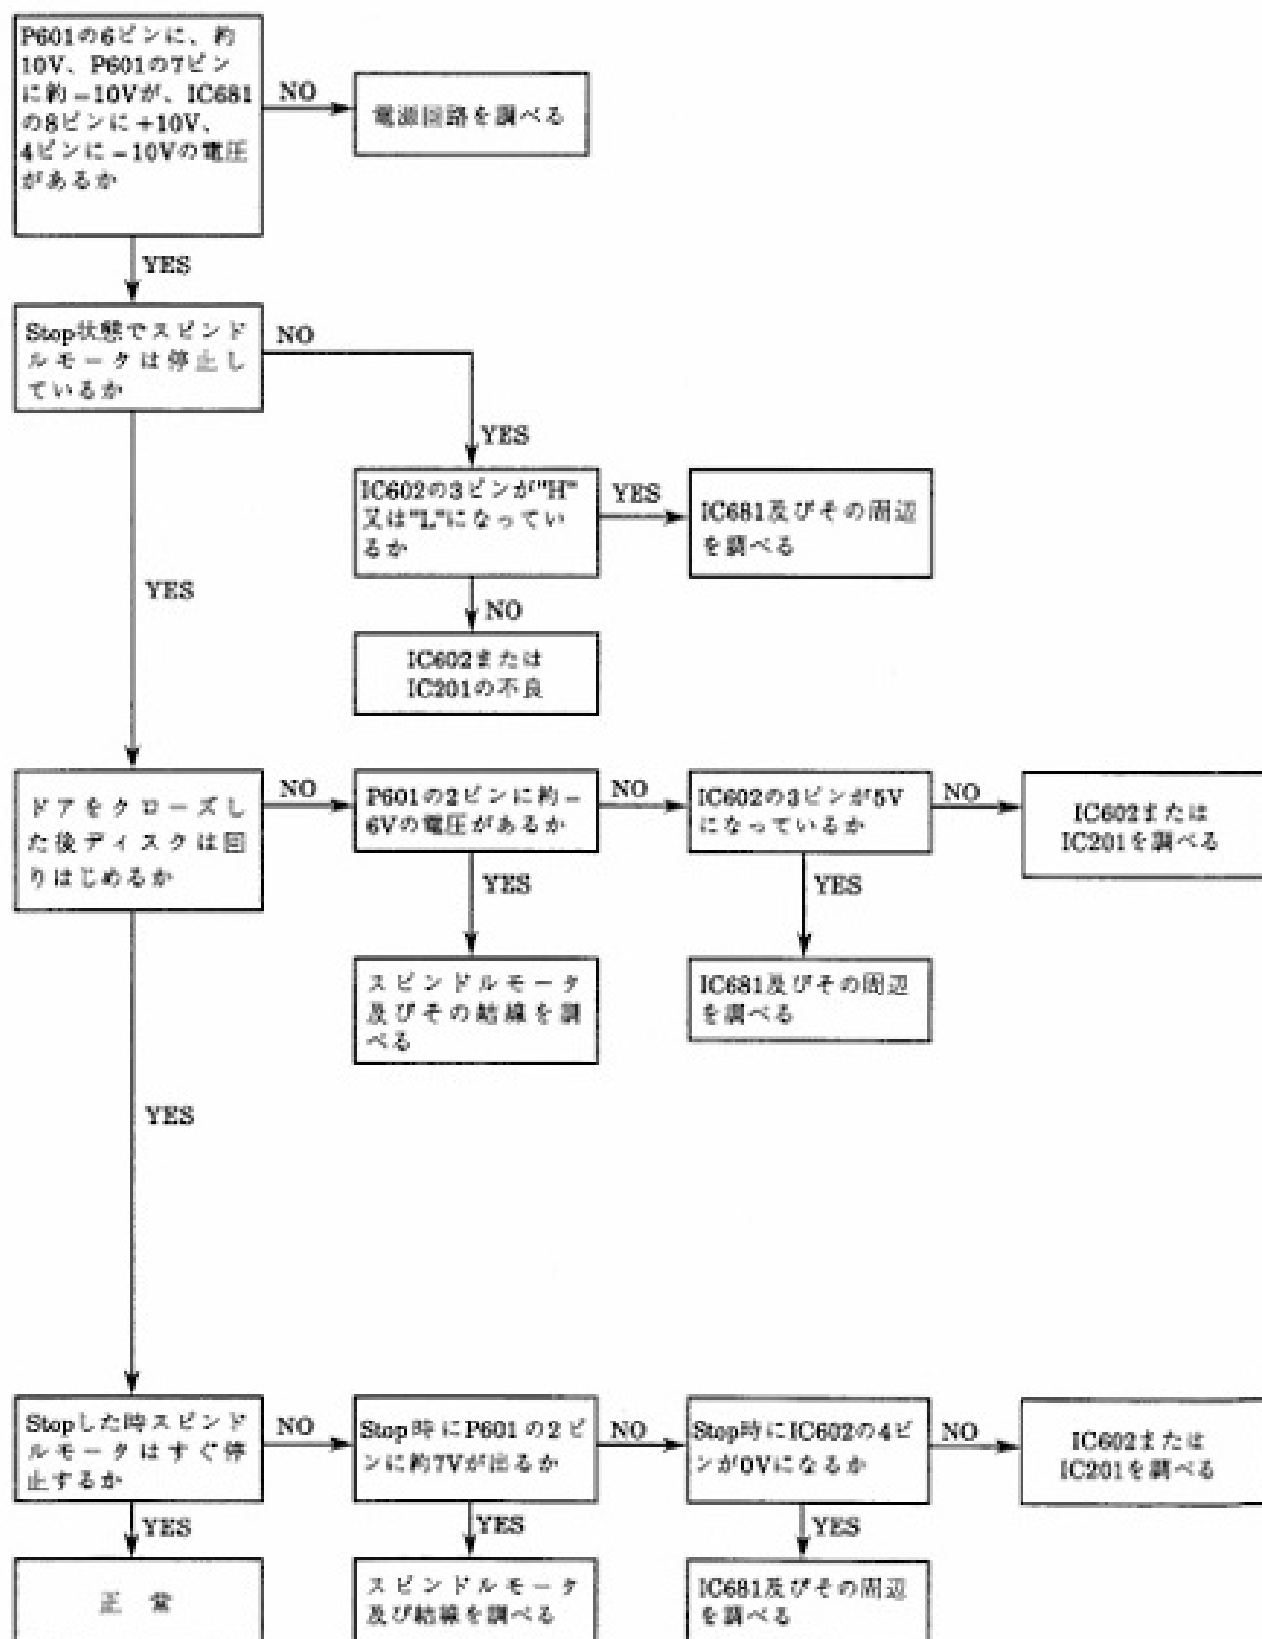 P601の6ピンに、約
10V、P601の7ピン
に約－10Vが、IC681
の8ピンに＋10V、
4ピンに－10Vの電圧
があるか
NO
電源回路を調べる
YES
Stop状態でスピンド
ルモータは停止し
ているか
NO
YES
IC602の3ピンが"H"
又は"L"になってい
るか
YES
IC681及びその周辺
を調べる
YES
NO
IC602または
IC201の不良
ドアをクローズし
た後ディスクは回
りはじめるか
NO
P601の2ピンに約－
6Vの電圧があるか
NO
IC602の3ピンが5V
になっているか
NO
IC602または
IC201を調べる
YES
YES
スピンドルモータ
及びその結線を調
べる
IC681及びその周辺
を調べる
YES
Stopした時スピンド
ルモータはすぐ停
止するか
NO
Stop時にP601の2ピ
ンに約7Vが出るか
NO
Stop時にIC602の4ピ
ンが0Vになるか
NO
IC602または
IC201を調べる
YES
YES
YES
正 常
スピンドルモータ
及び結線を調べる
IC681及びその周辺
を調べる